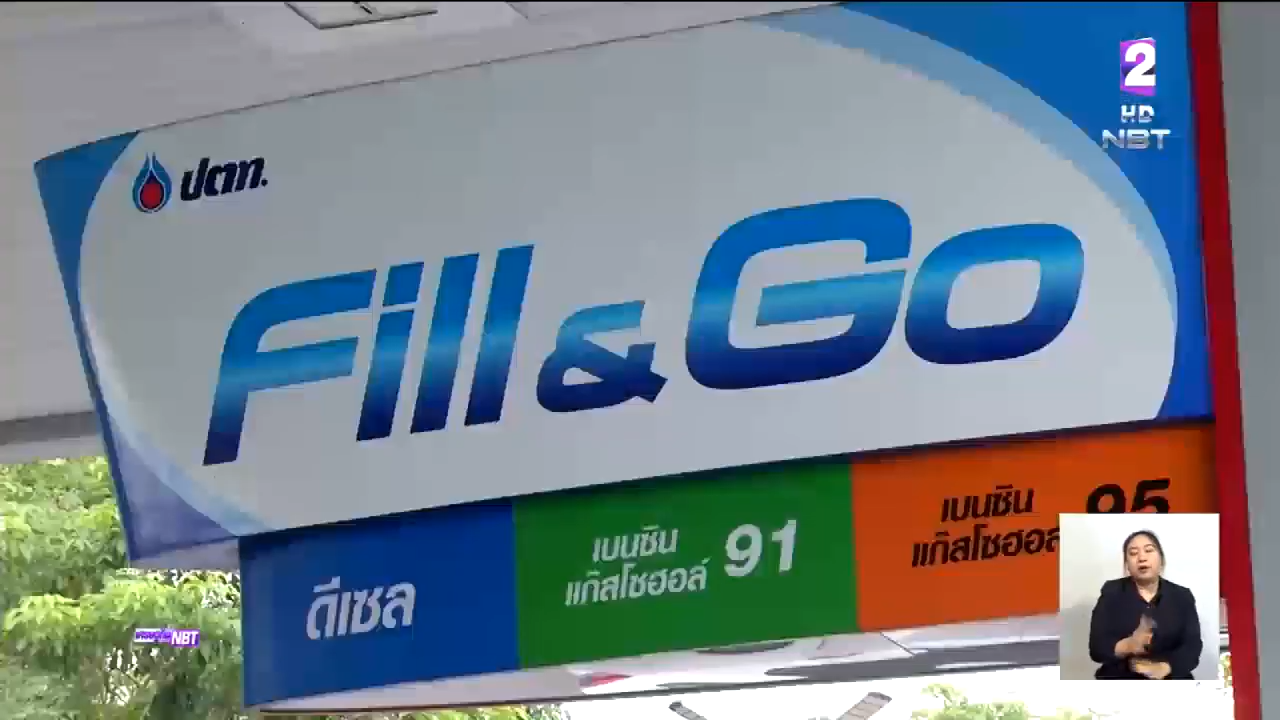 2
HD
NBT
ปตท.
Fill & Go
ดีเซล
เบนซิน
แก๊สโซฮอล์ 91
เบนซิน
แก๊สโซฮอล์ 95
NBT